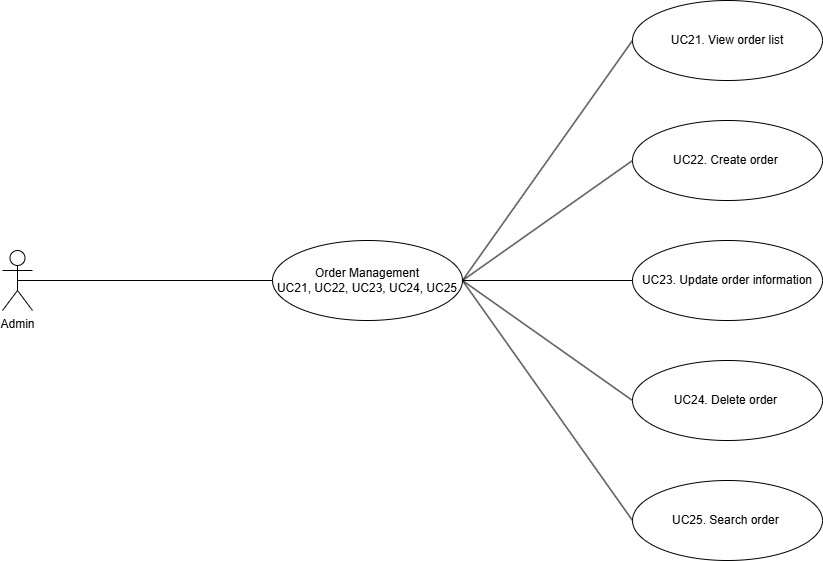 UC21. View order list
UC22. Create order
Order Management
UC21, UC22, UC23, UC24, UC25
UC23. Update order information
Admin
UC24. Delete order
UC25. Search order